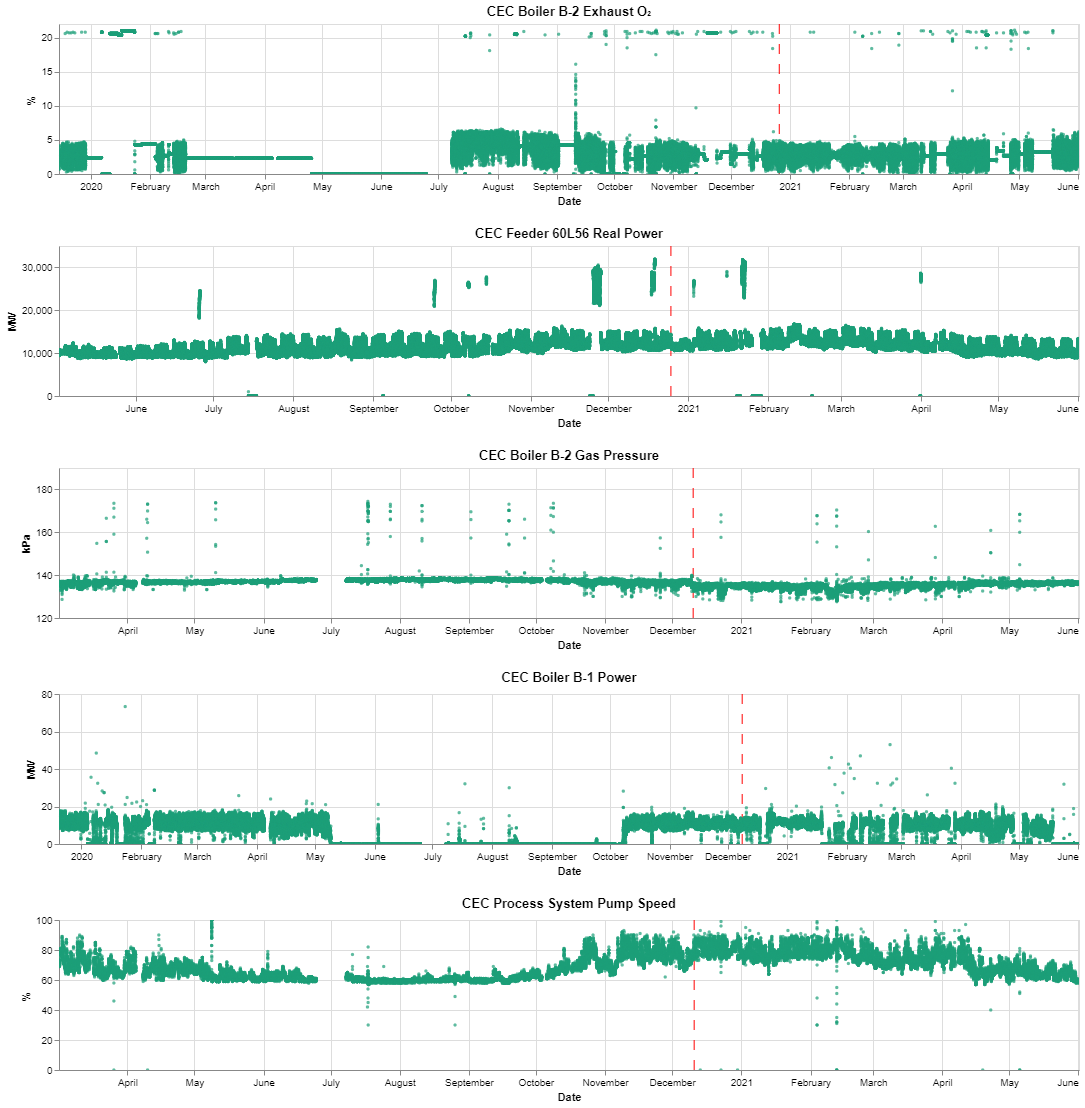 CEC Boiler B-2 Exhaust O₂
20
15
10
5
0
%
2020 February March April May June July August September October November December 2021 February March April May June
Date
CEC Feeder 60L56 Real Power
30,000
20,000
10,000
0
MW
June July August September October November December 2021 February March April May June
Date
CEC Boiler B-2 Gas Pressure
180
160
140
120
kPa
April May June July August September October November December 2021 February March April May June
Date
CEC Boiler B-1 Power
80
60
40
20
0
MW
2020 February March April May June July August September October November December 2021 February March April May June
Date
CEC Process System Pump Speed
100
80
60
40
20
0
%
April May June July August September October November December 2021 February March April May June
Date